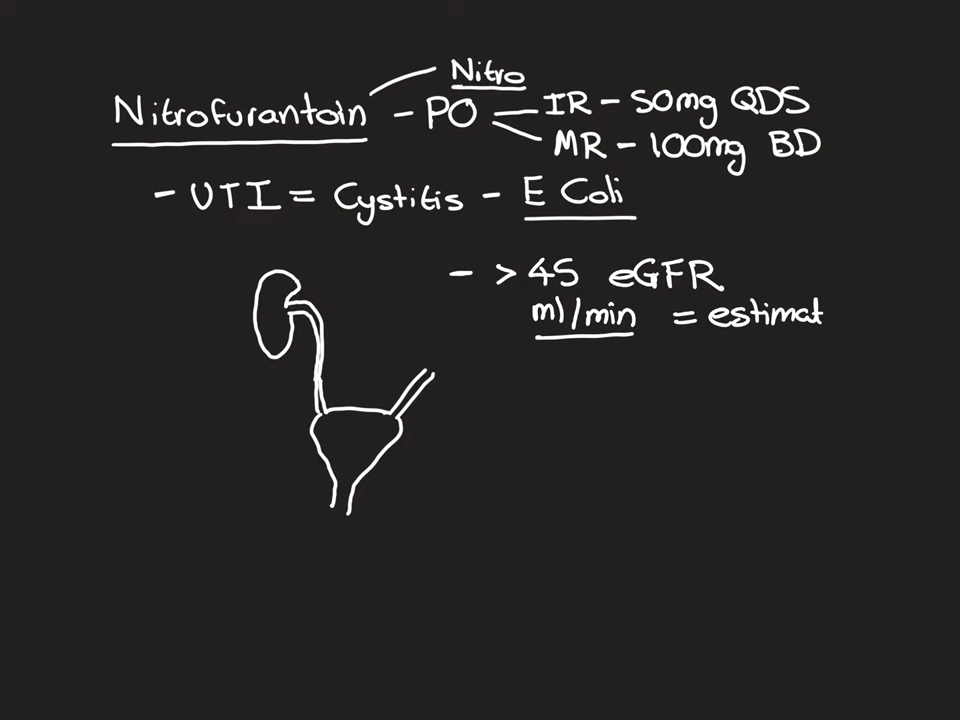 Nitro
Nitrofurantoin - PO - IR - 50mg QDS
MR - 100mg BD
- UTI = Cystitis - E Coli
- > 45 eGFR
ml/min = estimat